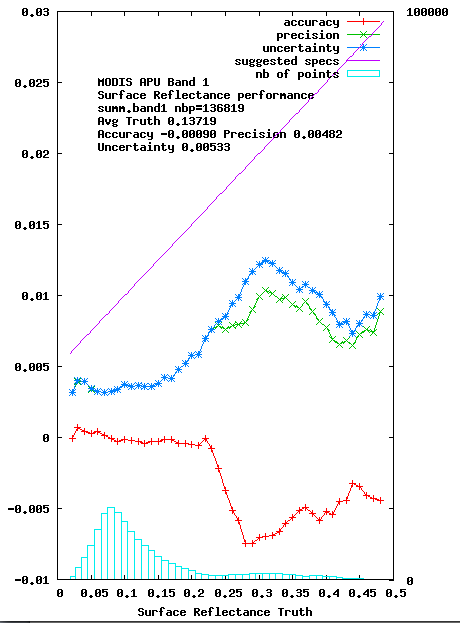 0.03
100000
accuracy
precision
uncertainty
suggested specs
nb of points
0.025
MODIS APU Band 1
Surface Reflectance performance
summ.band1 nbp=136819
Avg Truth 0.13719
Accuracy -0.00090 Precision 0.00482
Uncertainty 0.00533
0.02
0.015
0.01
0.005
0
-0.005
-0.01
0
0 0.05 0.1 0.15 0.2 0.25 0.3 0.35 0.4 0.45 0.5
Surface Reflectance Truth